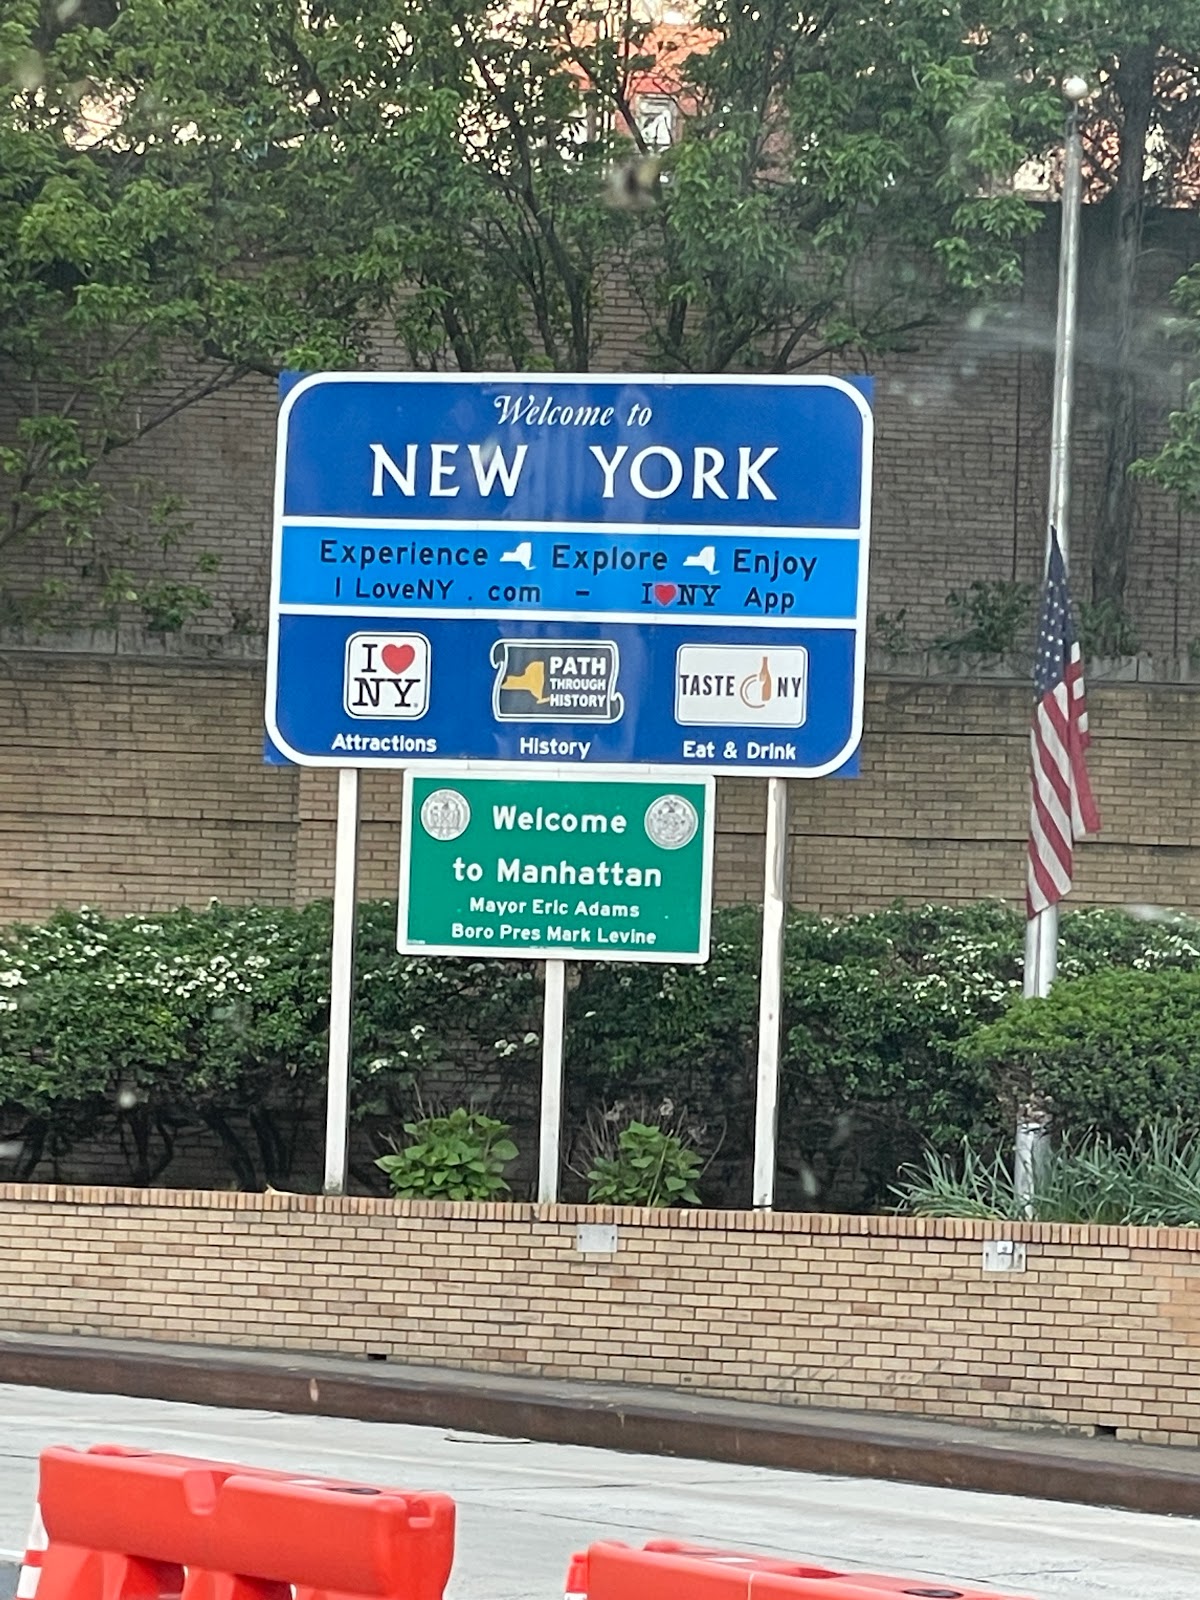 Welcome to
NEW YORK
Experience Explore Enjoy
I LoveNY . com - I❤NY App
I❤
NY
PATH
THROUGH
HISTORY
TASTE NY
Attractions
History
Eat & Drink
Welcome
to Manhattan
Mayor Eric Adams
Boro Pres Mark Levine